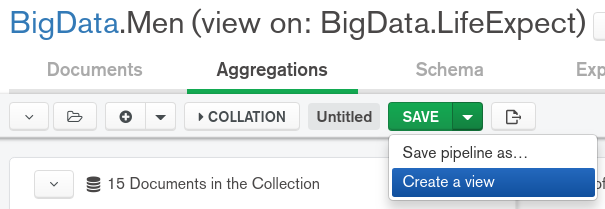 BigData.Men (view on: BigData.LifeExpect)
Documents Aggregations Schema Exp
COLLATION Untitled SAVE
Save pipeline as…
15 Documents in the Collection
Create a view